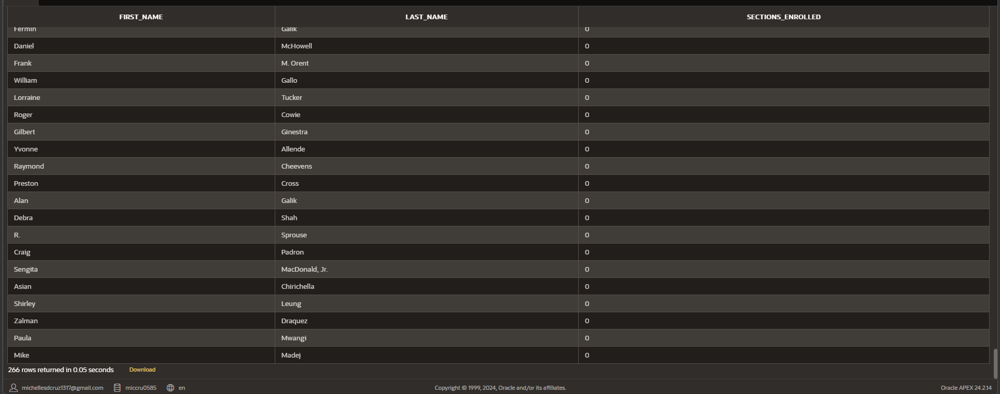 FIRST_NAME LAST_NAME SECTIONS_ENROLLED
Fermin Galik 0
Daniel McHowell 0
Frank M. Orent 0
William Gallo 0
Lorraine Tucker 0
Roger Cowie 0
Gilbert Ginestra 0
Yvonne Allende 0
Raymond Cheevens 0
Preston Cross 0
Alan Galik 0
Debra Shah 0
R. Sprouse 0
Craig Padron 0
Sengita MacDonald, Jr. 0
Asian Chirichella 0
Shirley Leung 0
Zalman Draquez 0
Paula Mwangi 0
Mike Madej 0
266 rows returned in 0.05 seconds Download
michellesdcruz1317@gmail.com miccru0585 en Copyright © 1999, 2024, Oracle and/or its affiliates. Oracle APEX 24.2.14